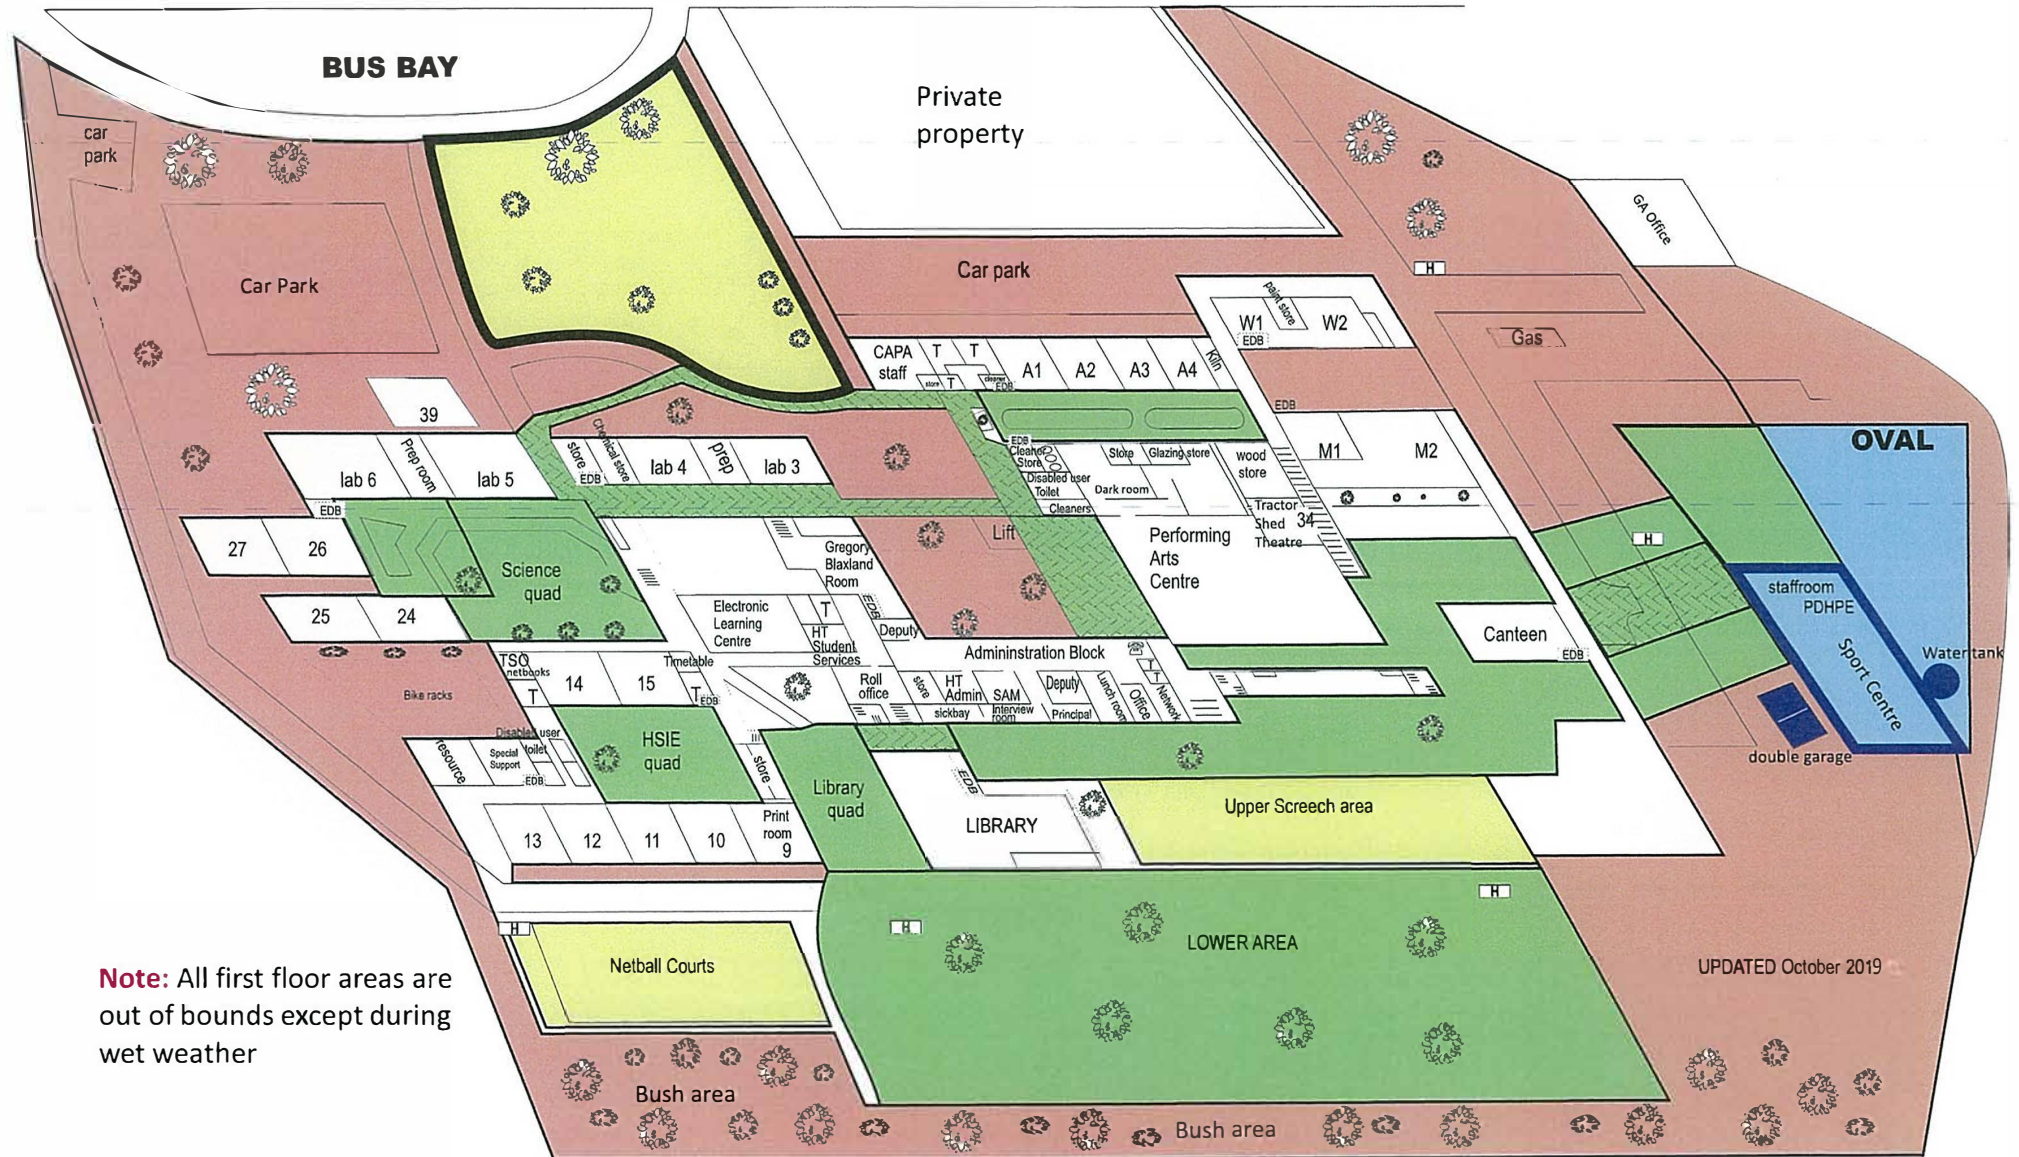 BUS BAY
Private
property
car
park
GA Office
H
Car Park
Car park
paint store
W1
W2
EDB
Gas
CAPA
staff
T
T
store
T
cleaner
EDB
A1
A2
A3
A4
Kiln
39
EDB
OVAL
lab 6
Prep room
lab 5
store
Chemical store
EDB
lab 4
prep
lab 3
EDB
Cleaner
Store
Disabled user
Toilet
Cleaners
Store
Glazing store
Dark room
wood
store
M1
M2
EDB
27
26
Tractor
Shed
Theatre
34
Lift
Performing
Arts
Centre
Gregory
Blaxland
Room
Science
quad
H
staffroom
PDHPE
Sport Centre
25
24
Electronic
Learning
Centre
T
HT
Student
Services
EDB
Deputy
Canteen
EDB
Water tank
TSO
netbooks
T
14
15
Timetable
T
EDB
Admininstration Block
T
T
Bike racks
Roll
office
store
HT
Admin
SAM
Deputy
Lunch room
Office
Network
sickbay
Interview
room
Principal
Disabled user
toilet
resource
Special
Support
EDB
HSIE
quad
store
Library
quad
EDB
double garage
Upper Screech area
LIBRARY
13
12
11
10
Print
room
9
H
H
H
LOWER AREA
Netball Courts
UPDATED October 2019
Note: All first floor areas are
out of bounds except during
wet weather
Bush area
Bush area